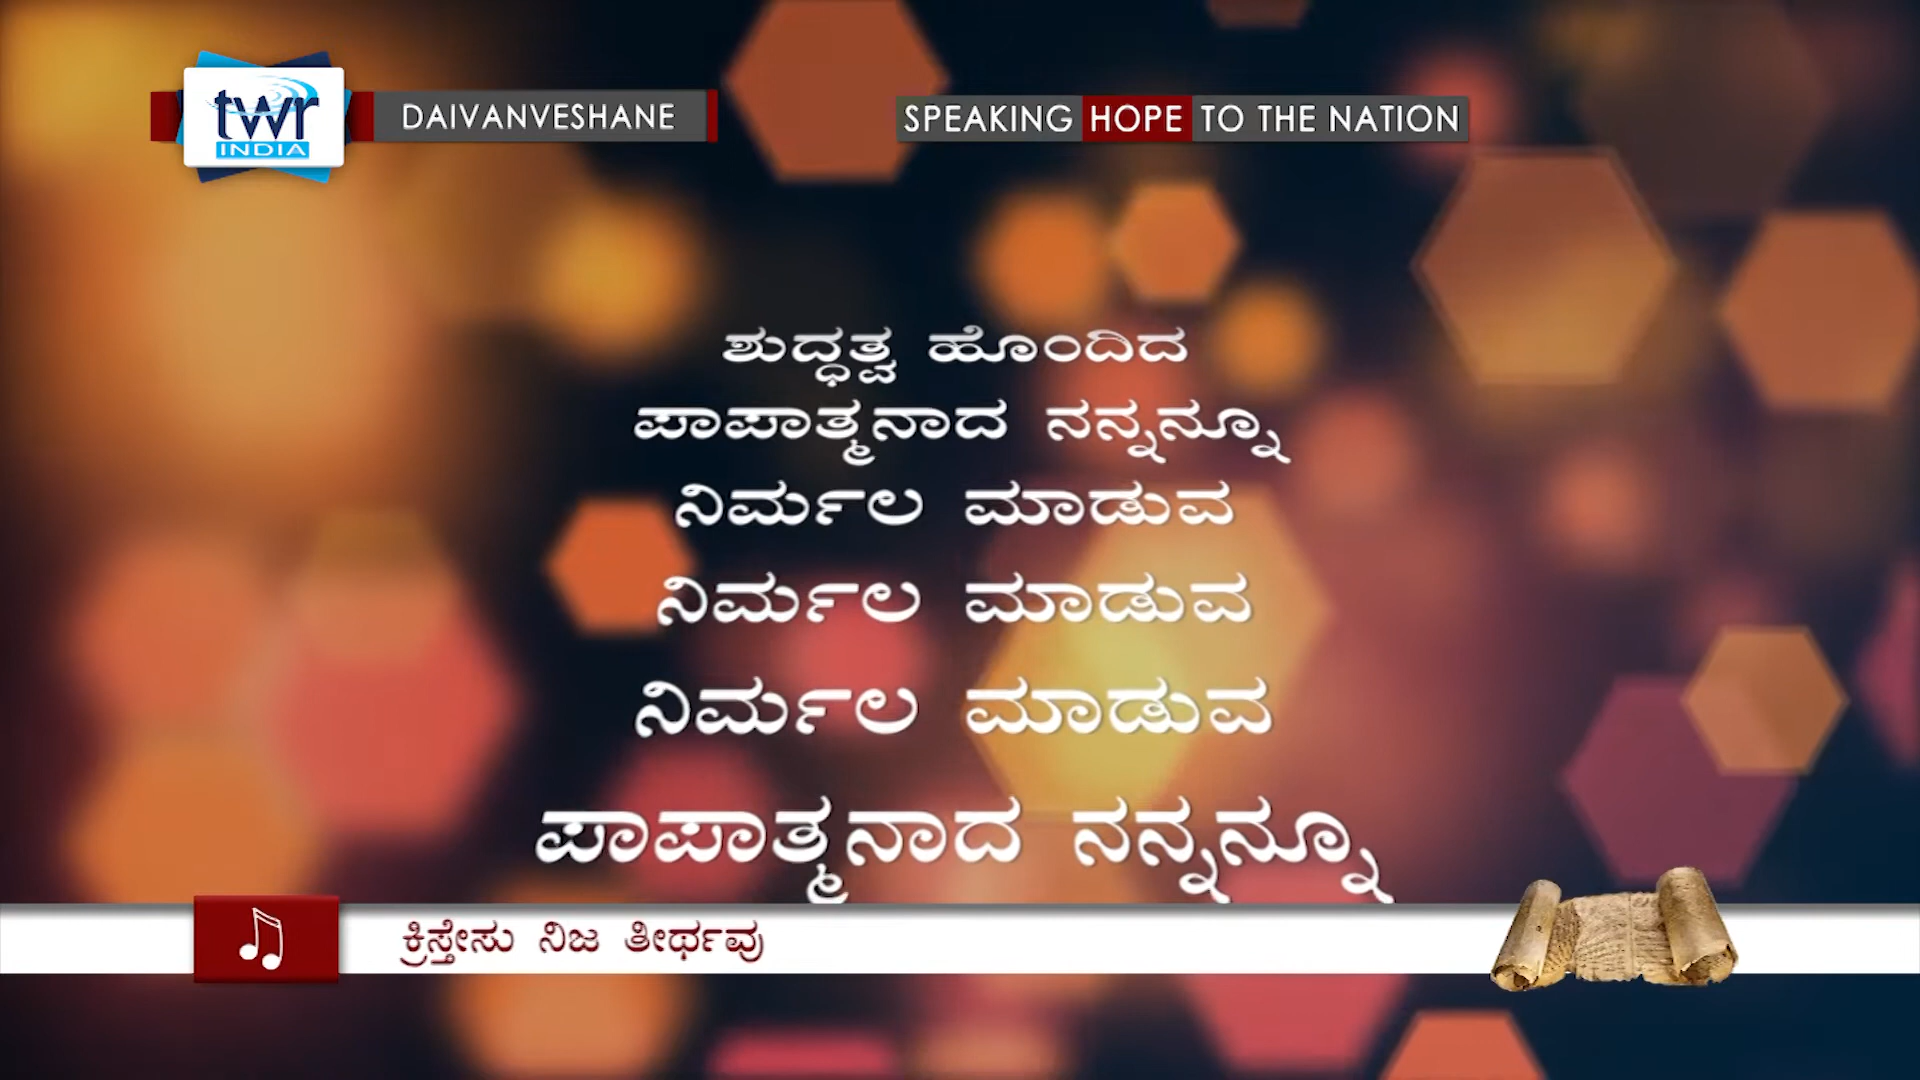 twr
INDIA
DAIVANVESHANE
SPEAKING HOPE TO THE NATION
ಶುದ್ಧತ್ವ ಹೊಂದಿದ
ಪಾಪಾತ್ಮನಾದ ನನ್ನನ್ನೂ
ನಿರ್ಮಲ ಮಾಡುವ
ನಿರ್ಮಲ ಮಾಡುವ
ನಿರ್ಮಲ ಮಾಡುವ
ಪಾಪಾತ್ಮನಾದ ನನ್ನನ್ನೂ
ಕ್ರಿಸ್ತೇಸು ನಿಜ ತೀರ್ಥವು